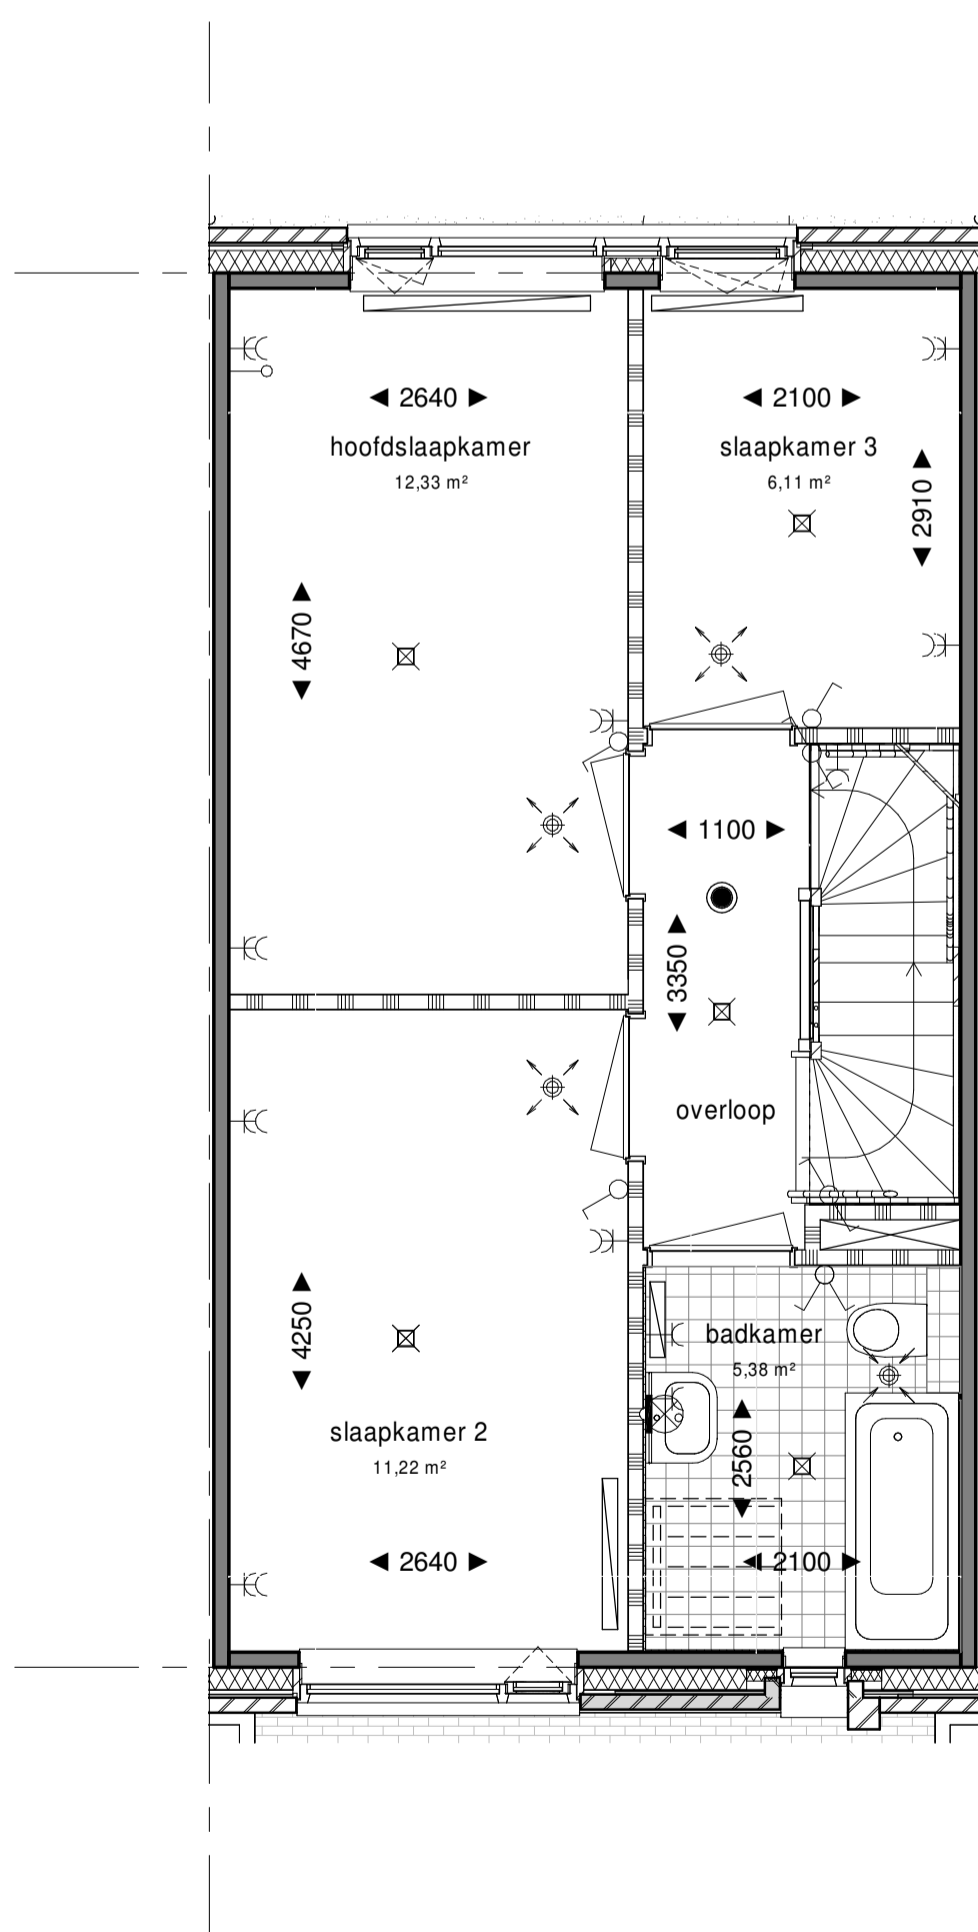 ◄ 2640 ►
hoofdslaapkamer
12,33 m²
◄ 4670 ►
◄ 2100 ►
slaapkamer 3
6,11 m²
◄ 2910 ►
◄ 1100 ►
◄ 3350 ►
overloop
◄ 4250 ►
slaapkamer 2
11,22 m²
◄ 2640 ►
badkamer
5,38 m²
◄ 2560 ►
◄ 2100 ►